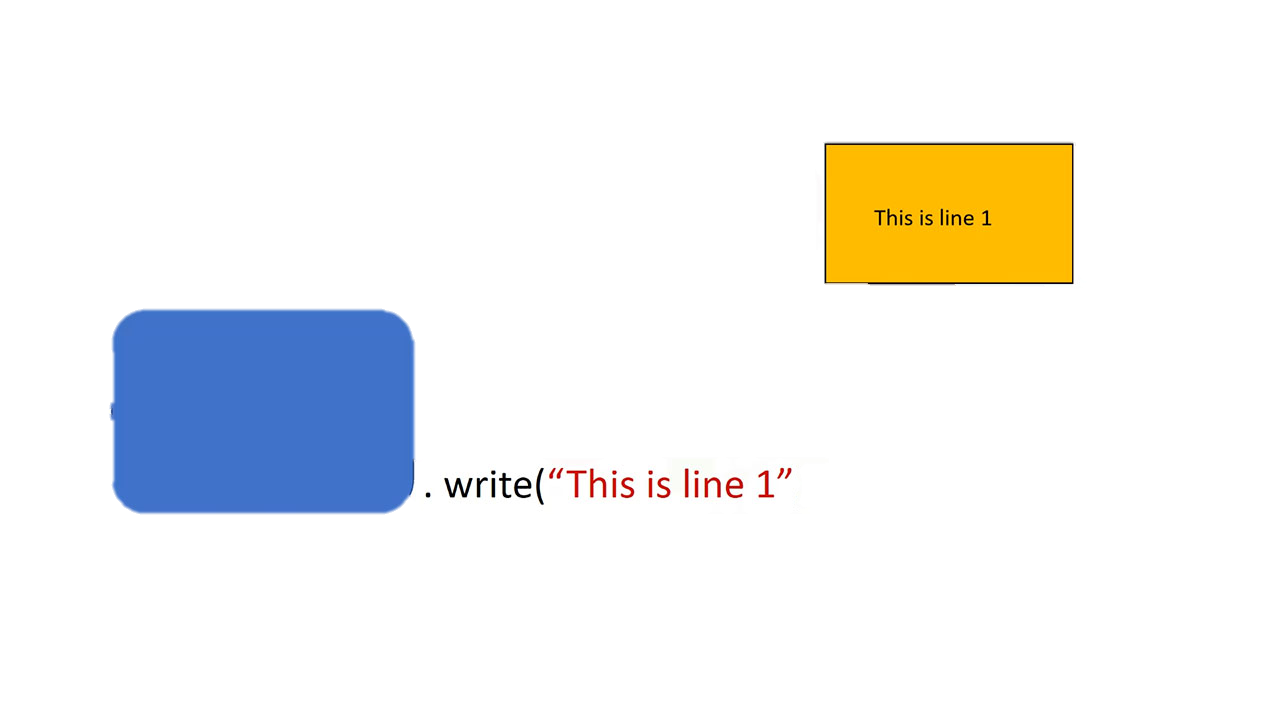 This is line 1
. write(“This is line 1”